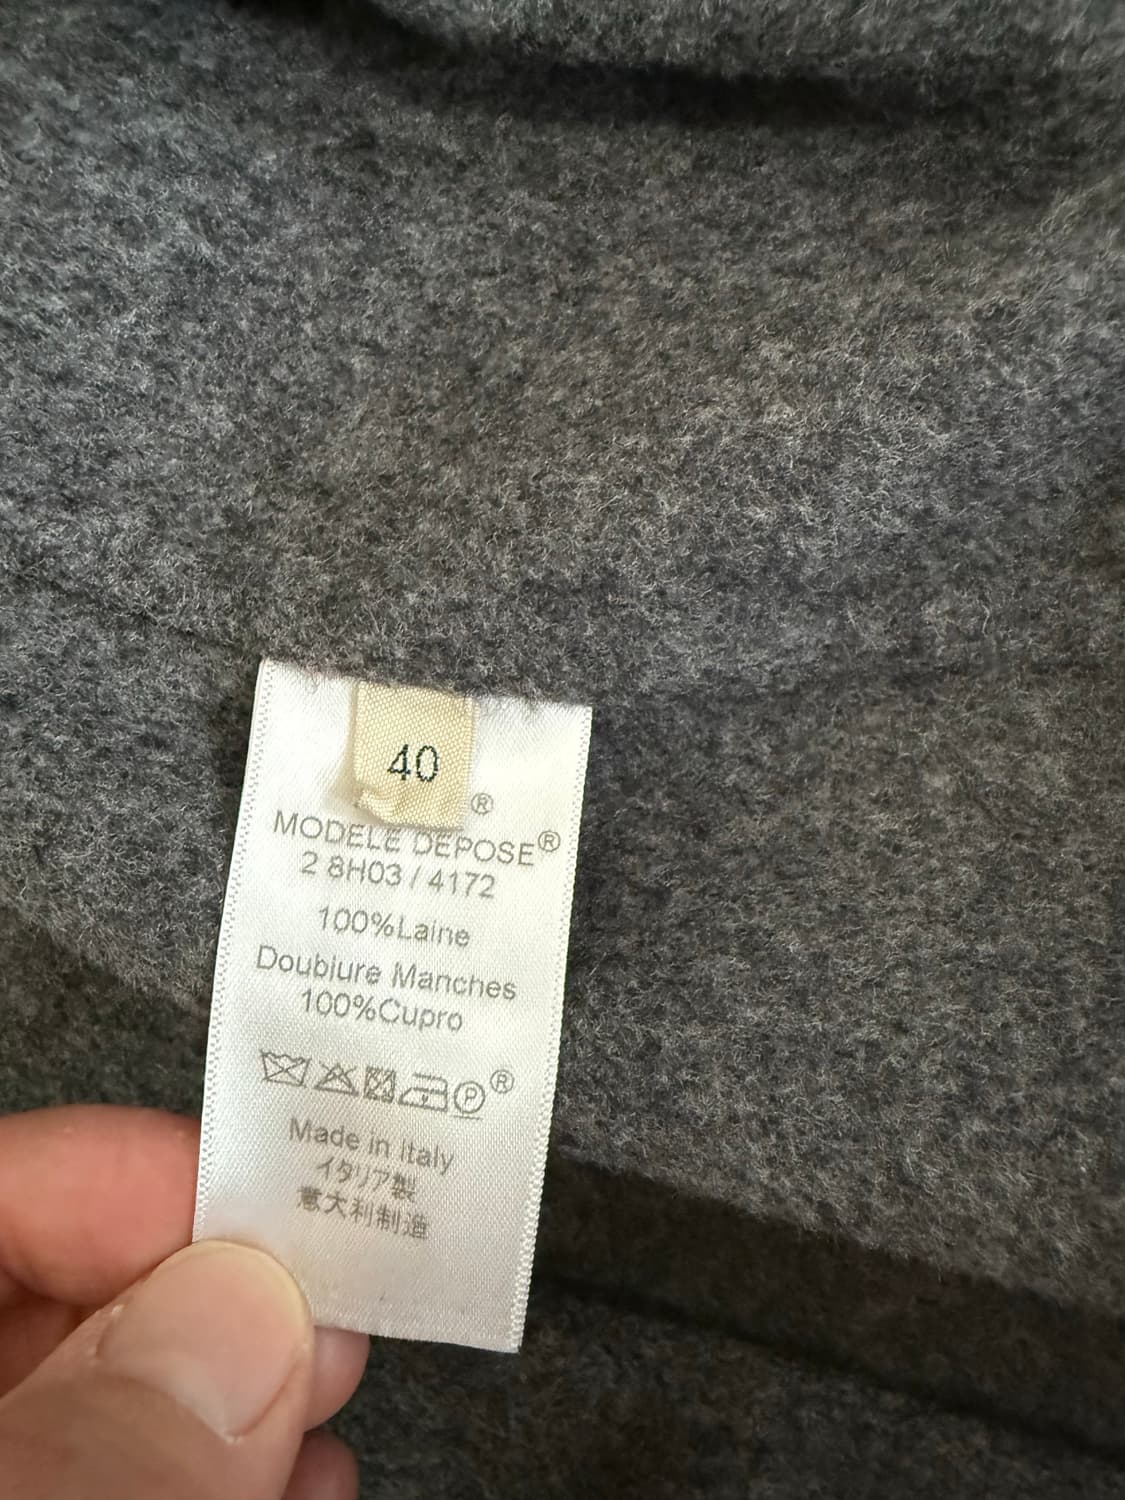 40
®
MODELE DEPOSE®
2 8H03 / 4172
100%Laine
Doublure Manches
100%Cupro
P ®
Made in Italy
イタリア製
意大利制造